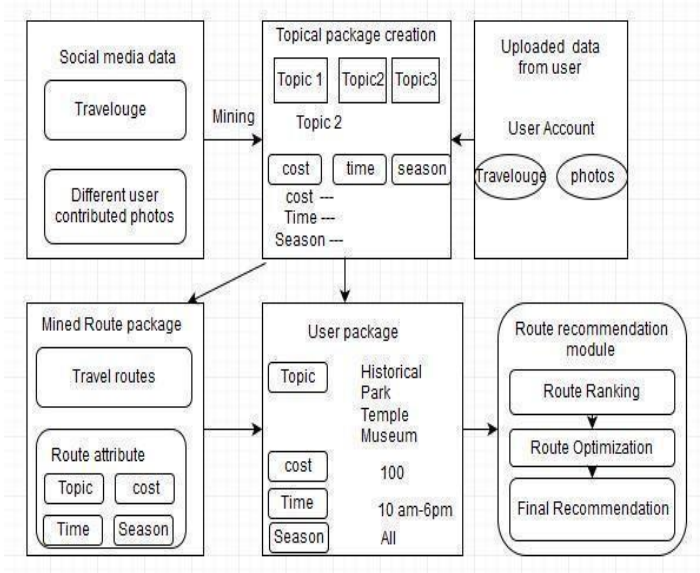 Social media data
Travelouge
Different user
contributed photos
Mining
Topical package creation
Topic 1
Topic2
Topic3
Topic 2
cost
time
season
cost ---
Time ---
Season ---
Uploaded data
from user
User Account
Travelouge
photos
Mined Route package
Travel routes
Route attribute
Topic
cost
Time
Season
User package
Topic
Historical
Park
Temple
Museum
cost
100
Time
10 am-6pm
Season
All
Route recommendation
module
Route Ranking
Route Optimization
Final Recommendation